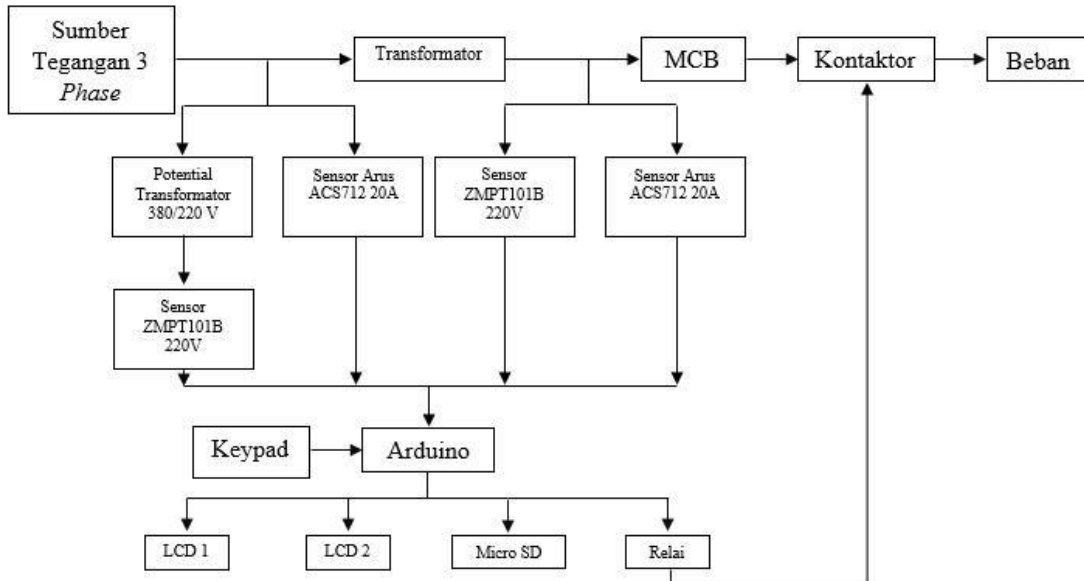 Sumber
Tegangan 3
Phase
Transformator
MCB
Kontaktor
Beban
Potential
Transformator
380/220 V
Sensor Arus
ACS712 20A
Sensor
ZMPT101B
220V
Sensor Arus
ACS712 20A
Sensor
ZMPT101B
220V
Keypad
Arduino
LCD 1
LCD 2
Micro SD
Relai